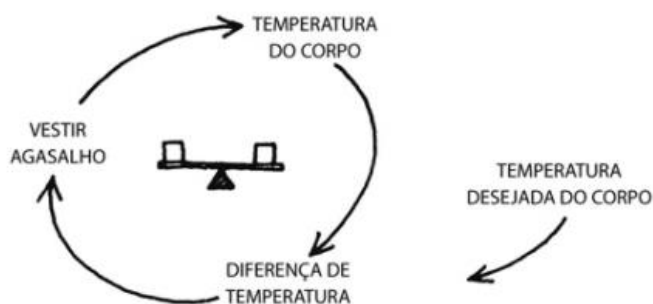 TEMPERATURA
DO CORPO
VESTIR
AGASALHO
TEMPERATURA
DESEJADA DO CORPO
DIFERENÇA DE
TEMPERATURA